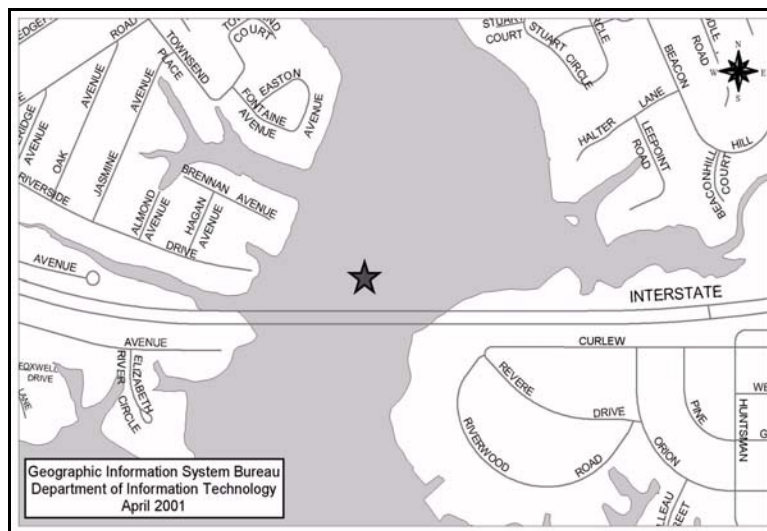 ROAD
TOWNSEND
PLACE
COURT
EASTON
FONTAINE
AVENUE
AVENUE
STUART
COURT
STUART
CIRCLE
CIRCLE
ROAD
BEACON
HILL
N
W E
S
HALTER LANE
LEEPOINT
ROAD
BEACONHILL
COURT
AVENUE
OAK
AVENUE
JASMINE
AVENUE
RIVERSIDE
DRIVE
ALMOND
AVENUE
HAGAN
AVENUE
BRENNAN AVENUE
AVENUE
INTERSTATE
AVENUE
FOXWELL
DRIVE
LANE
ELIZABETH
RIVER
CIRCLE
CURLEW
REVERE
DRIVE
RIVERWOOD
ROAD
ORION
PINE
HUNTSMAN
WE
G
Geographic Information System Bureau
Department of Information Technology
April 2001